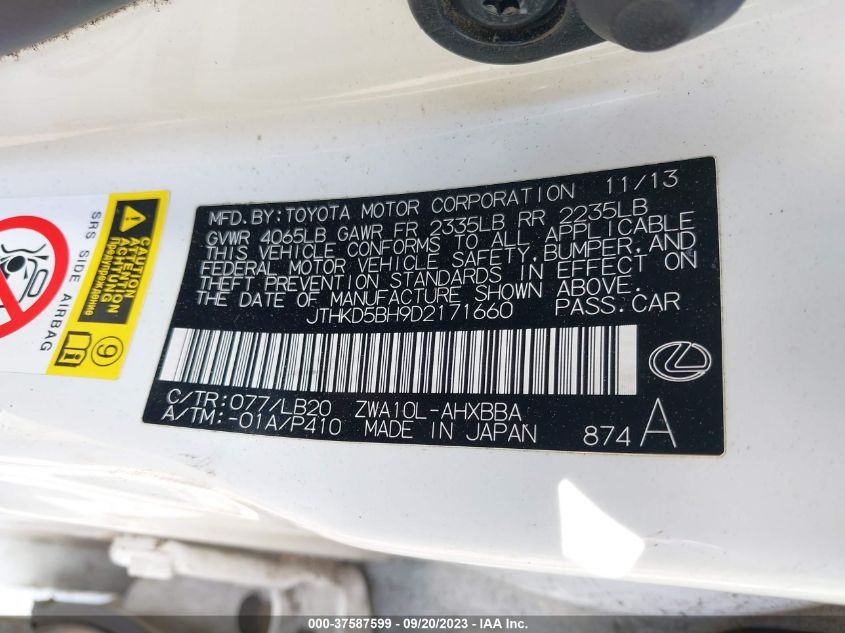 MFD. BY: TOYOTA MOTOR CORPORATION 11/13
GVWR 4065LB GAWR FR 2335LB RR 2235LB
THIS VEHICLE CONFORMS TO ALL APPLICABLE
FEDERAL MOTOR VEHICLE SAFETY, BUMPER, AND
THEFT PREVENTION STANDARDS IN EFFECT ON
THE DATE OF MANUFACTURE SHOWN ABOVE.
JTHKD5BH9D2171660 PASS. CAR
C/TR: 077/LB20 ZWA10L-AHXBBA
A/TM: -01A/P410 MADE IN JAPAN 874 A
SRS SIDE AIRBAG
CAUTION
ATTENTION
ACHTUNG
Предупреждение
9
000-37587599 / 09/20/2023 / IAA Inc.